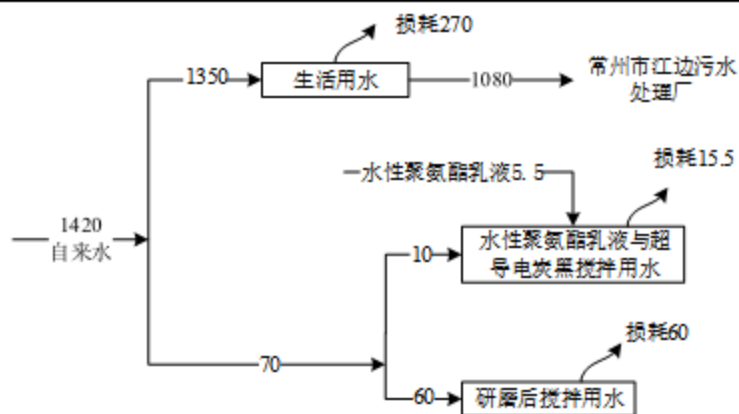 损耗270
1350
生活用水
1080
常州市江边污水
处理厂
损耗15.5
水性聚氨酯乳液5.5
1420
自来水
10
水性聚氨酯乳液与超
导电炭黑搅拌用水
70
损耗60
60
研磨后搅拌用水